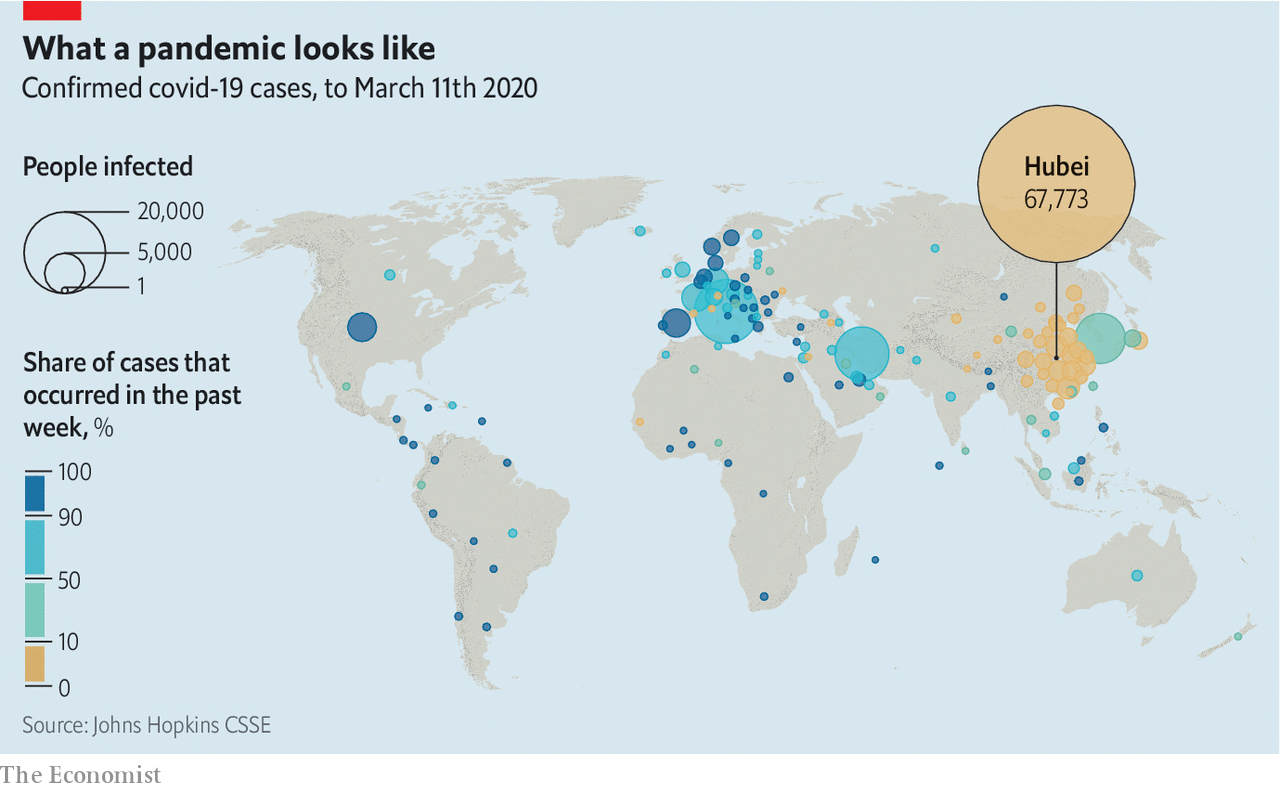 What a pandemic looks like
Confirmed covid-19 cases, to March 11th 2020
People infected
20,000
5,000
1
Hubei
67,773
Share of cases that
occurred in the past
week, %
100
90
50
10
0
Source: Johns Hopkins CSSE
The Economist